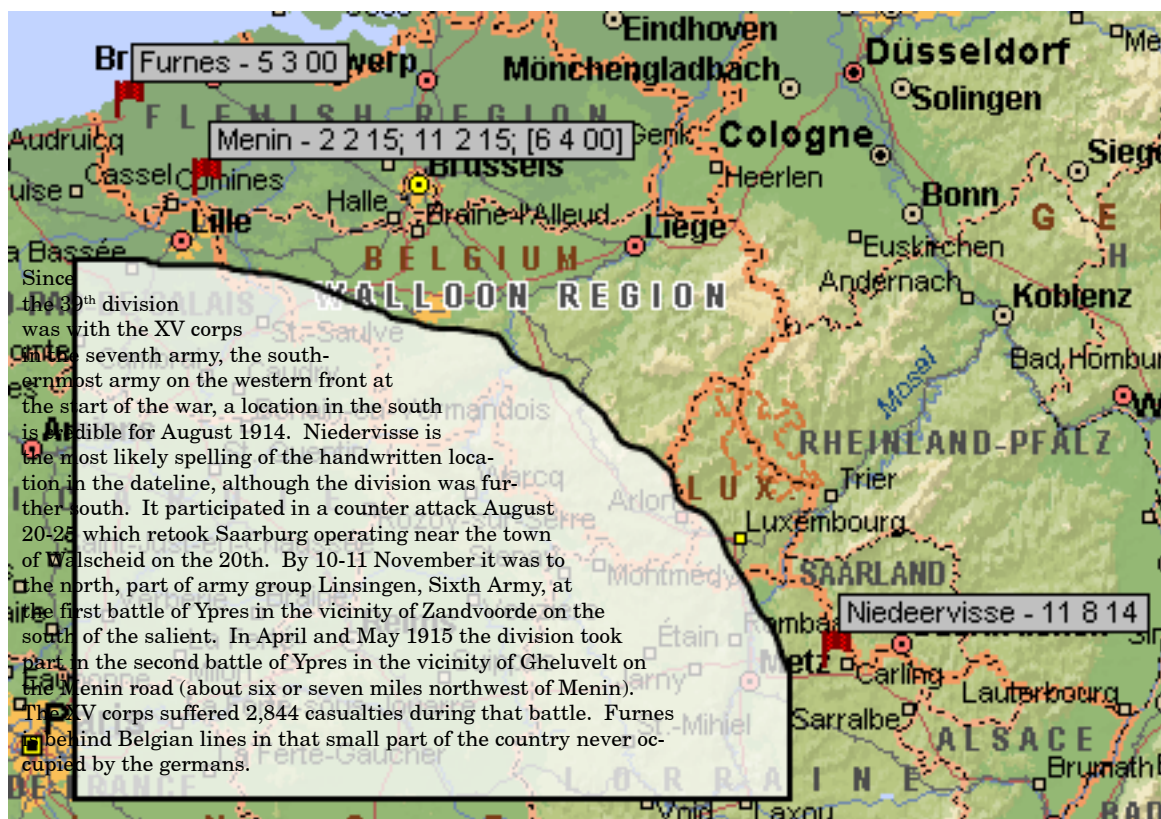 Eindhoven
Düsseldorf
Furnes - 5 3 00
Mönchengladbach
Solingen
FLEMISH REGION
Audruicq
Menin - 2 2 15; 11 2 15; [6 4 00]
Genk
Cologne
Cassel
Comines
Brussels
Heerlen
Bonn
Halle
Braine-l'Alleud
Lille
Liège
Euskirchen
BELGIUM
Andernach
WALLOON REGION
Koblenz
St.-Saulve
Bad Hombur
Mosel
RHEINLAND-PFALZ
Trier
Arlon
LUX
Luxembourg
Montmedy
SAARLAND
Niedeervisse - 11 8 14
Étain
Metz
Carling
Lauterbourg
Jarny
Sarralbe
St.-Mihiel
ALSACE
Brumath
LORRAINE
Since
the 39th division
was with the XV corps
in the seventh army, the south-
ernmost army on the western front at
the start of the war, a location in the south
is credible for August 1914. Niedervisse is
the most likely spelling of the handwritten loca-
tion in the dateline, although the division was fur-
ther south. It participated in a counter attack August
20-25 which retook Saarburg operating near the town
of Walscheid on the 20th. By 10-11 November it was to
the north, part of army group Linsingen, Sixth Army, at
the first battle of Ypres in the vicinity of Zandvoorde on the
south of the salient. In April and May 1915 the division took
part in the second battle of Ypres in the vicinity of Gheluvelt on
the Menin road (about six or seven miles northwest of Menin).
The XV corps suffered 2,844 casualties during that battle. Furnes
is behind Belgian lines in that small part of the country never oc-
cupied by the germans.